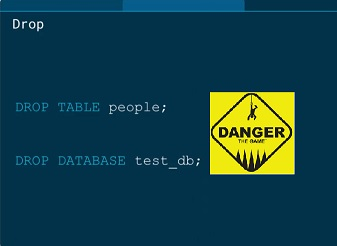 Drop
DROP TABLE people;
DANGER
THE GAME
DROP DATABASE test_db;